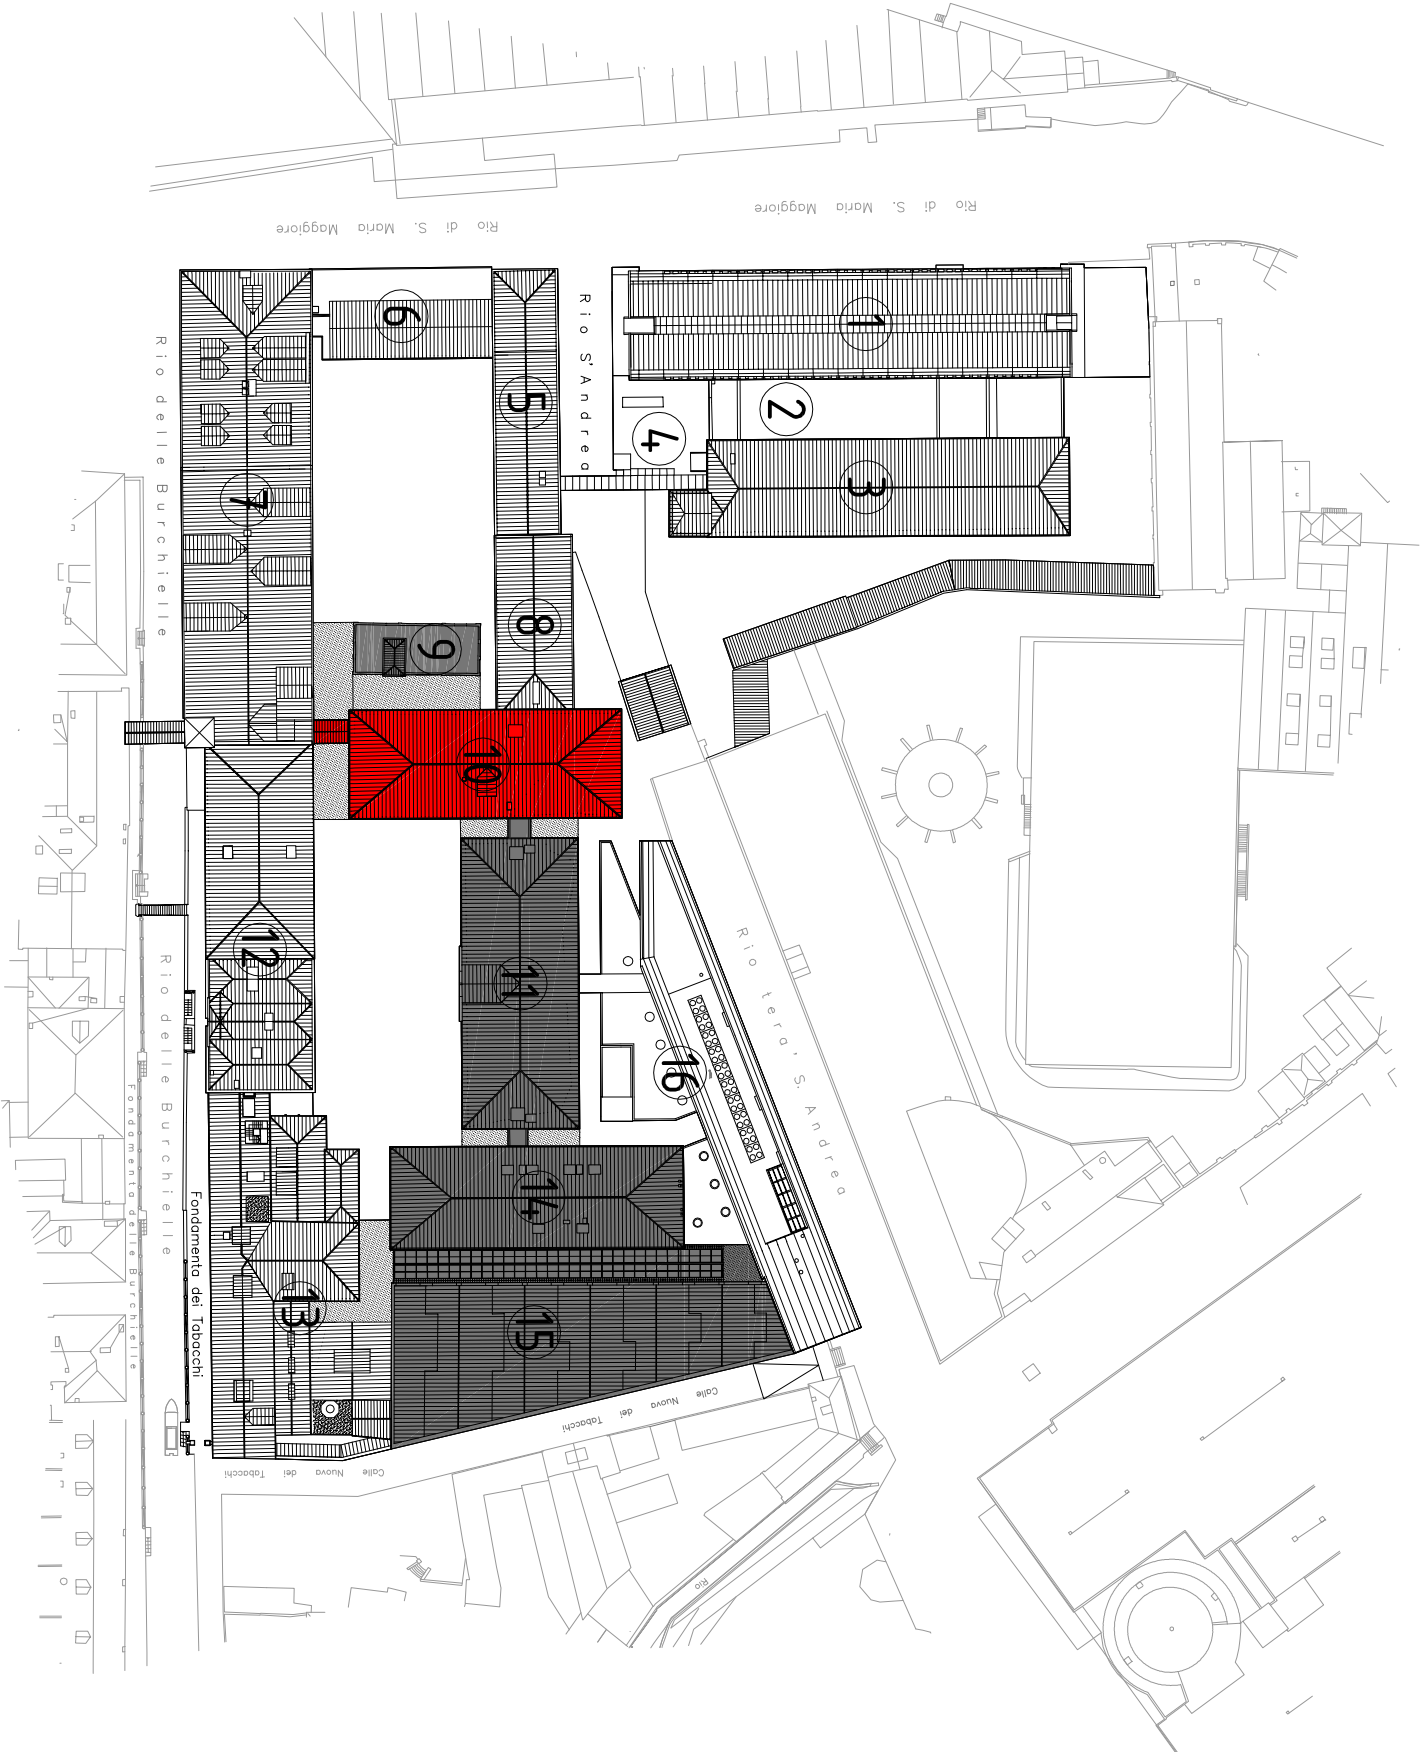 Rio di S. Maria Maggiore
Rio di S. Maria Maggiore
Rio S'Andrea
Rio delle Burchielle
1
2
3
4
5
6
7
8
9
10
11
12
13
14
15
16
Rio delle Burchielle
Rio terra' S. Andrea
Fondamenta delle Burchielle
Fondamenta dei Tabacchi
Calle Nuova dei Tabacchi
Calle Nuova dei Tabacchi
Rio